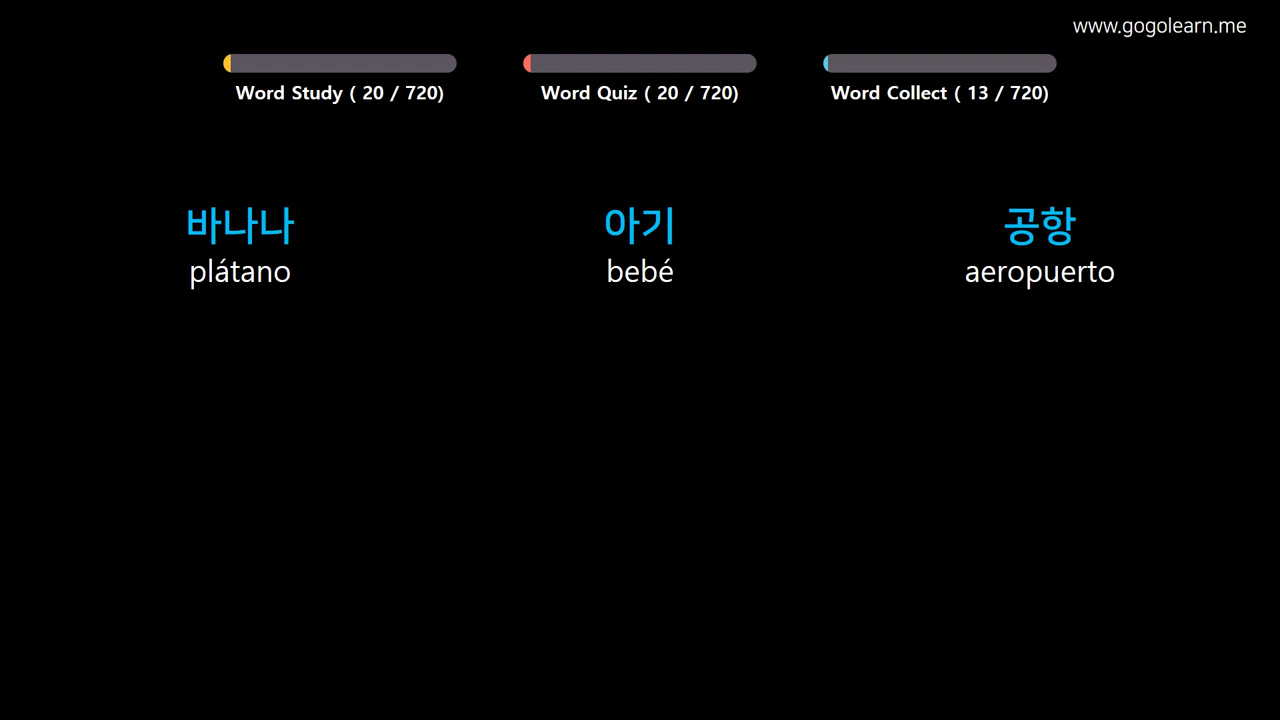 www.gogolearn.me
Word Study ( 20 / 720)
Word Quiz ( 20 / 720)
Word Collect ( 13 / 720)
바나나
plátano
아기
bebé
공항
aeropuerto